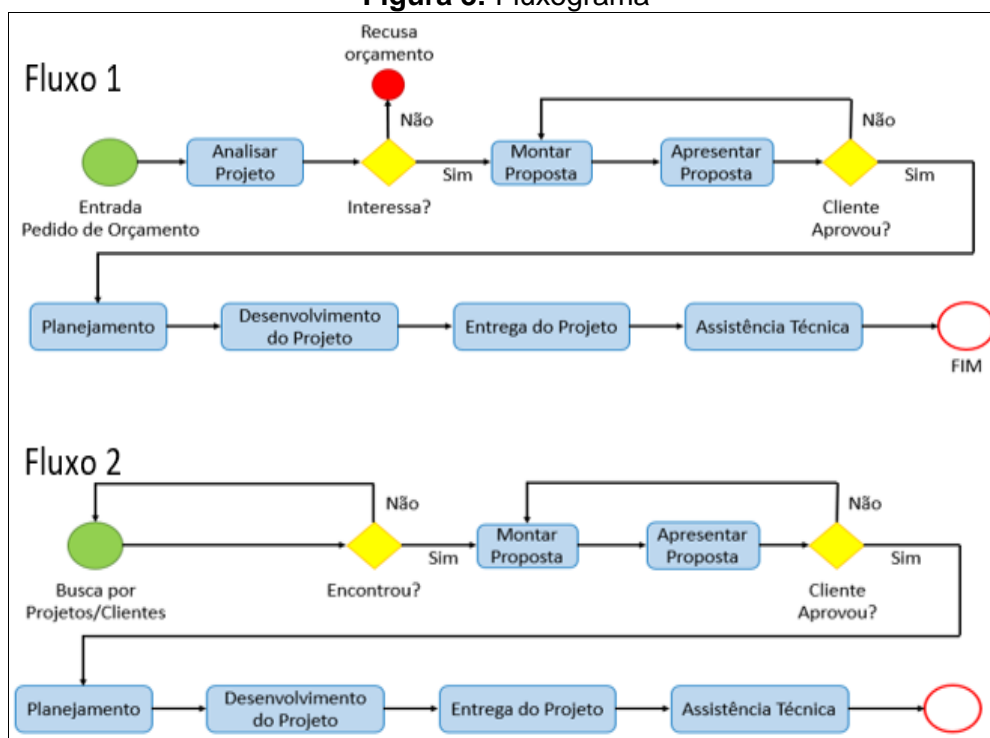 Fluxograma
Fluxo 1
Recusa
orçamento
Não
Não
Analisar
Projeto
Montar
Proposta
Apresentar
Proposta
Sim
Sim
Entrada
Pedido de Orçamento
Interessa?
Cliente
Aprovou?
Planejamento
Desenvolvimento
do Projeto
Entrega do Projeto
Assistência Técnica
FIM
Fluxo 2
Não
Não
Montar
Proposta
Apresentar
Proposta
Sim
Sim
Busca por
Projetos/Clientes
Encontrou?
Cliente
Aprovou?
Planejamento
Desenvolvimento
do Projeto
Entrega do Projeto
Assistência Técnica